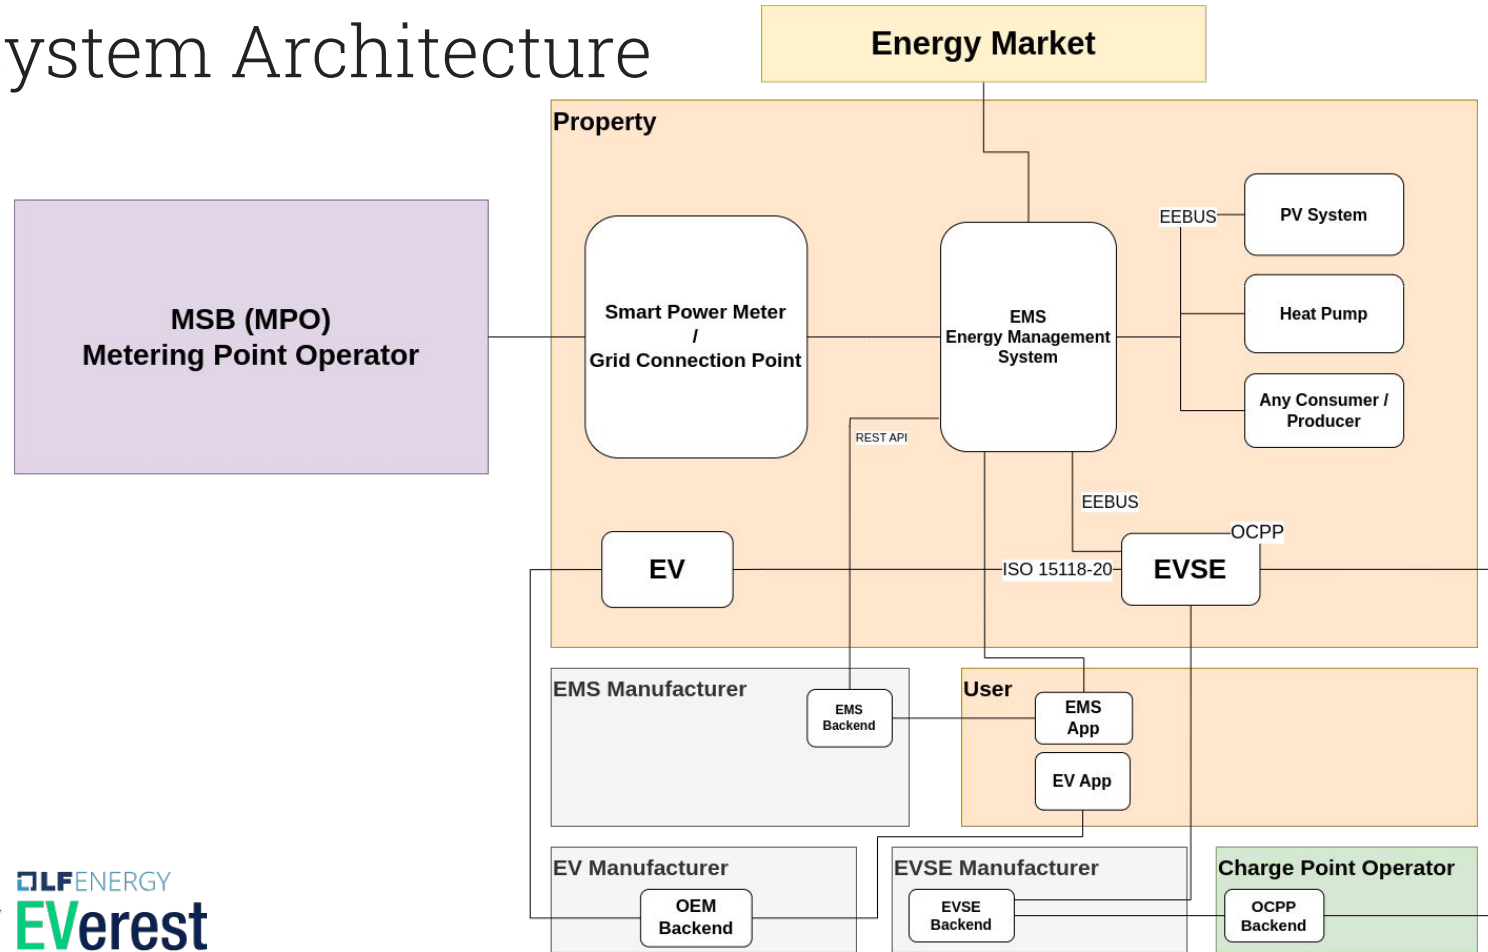 ystem Architecture
Energy Market
Property
MSB (MPO)
Metering Point Operator
Smart Power Meter
/
Grid Connection Point
EMS
Energy Management
System
EEBUS
PV System
Heat Pump
Any Consumer /
Producer
REST API
EEBUS
OCPP
EV
ISO 15118-20
EVSE
EMS Manufacturer
EMS
Backend
User
EMS
App
EV App
EV Manufacturer
OEM
Backend
EVSE Manufacturer
EVSE
Backend
Charge Point Operator
OCPP
Backend
LFENERGY
EVerest